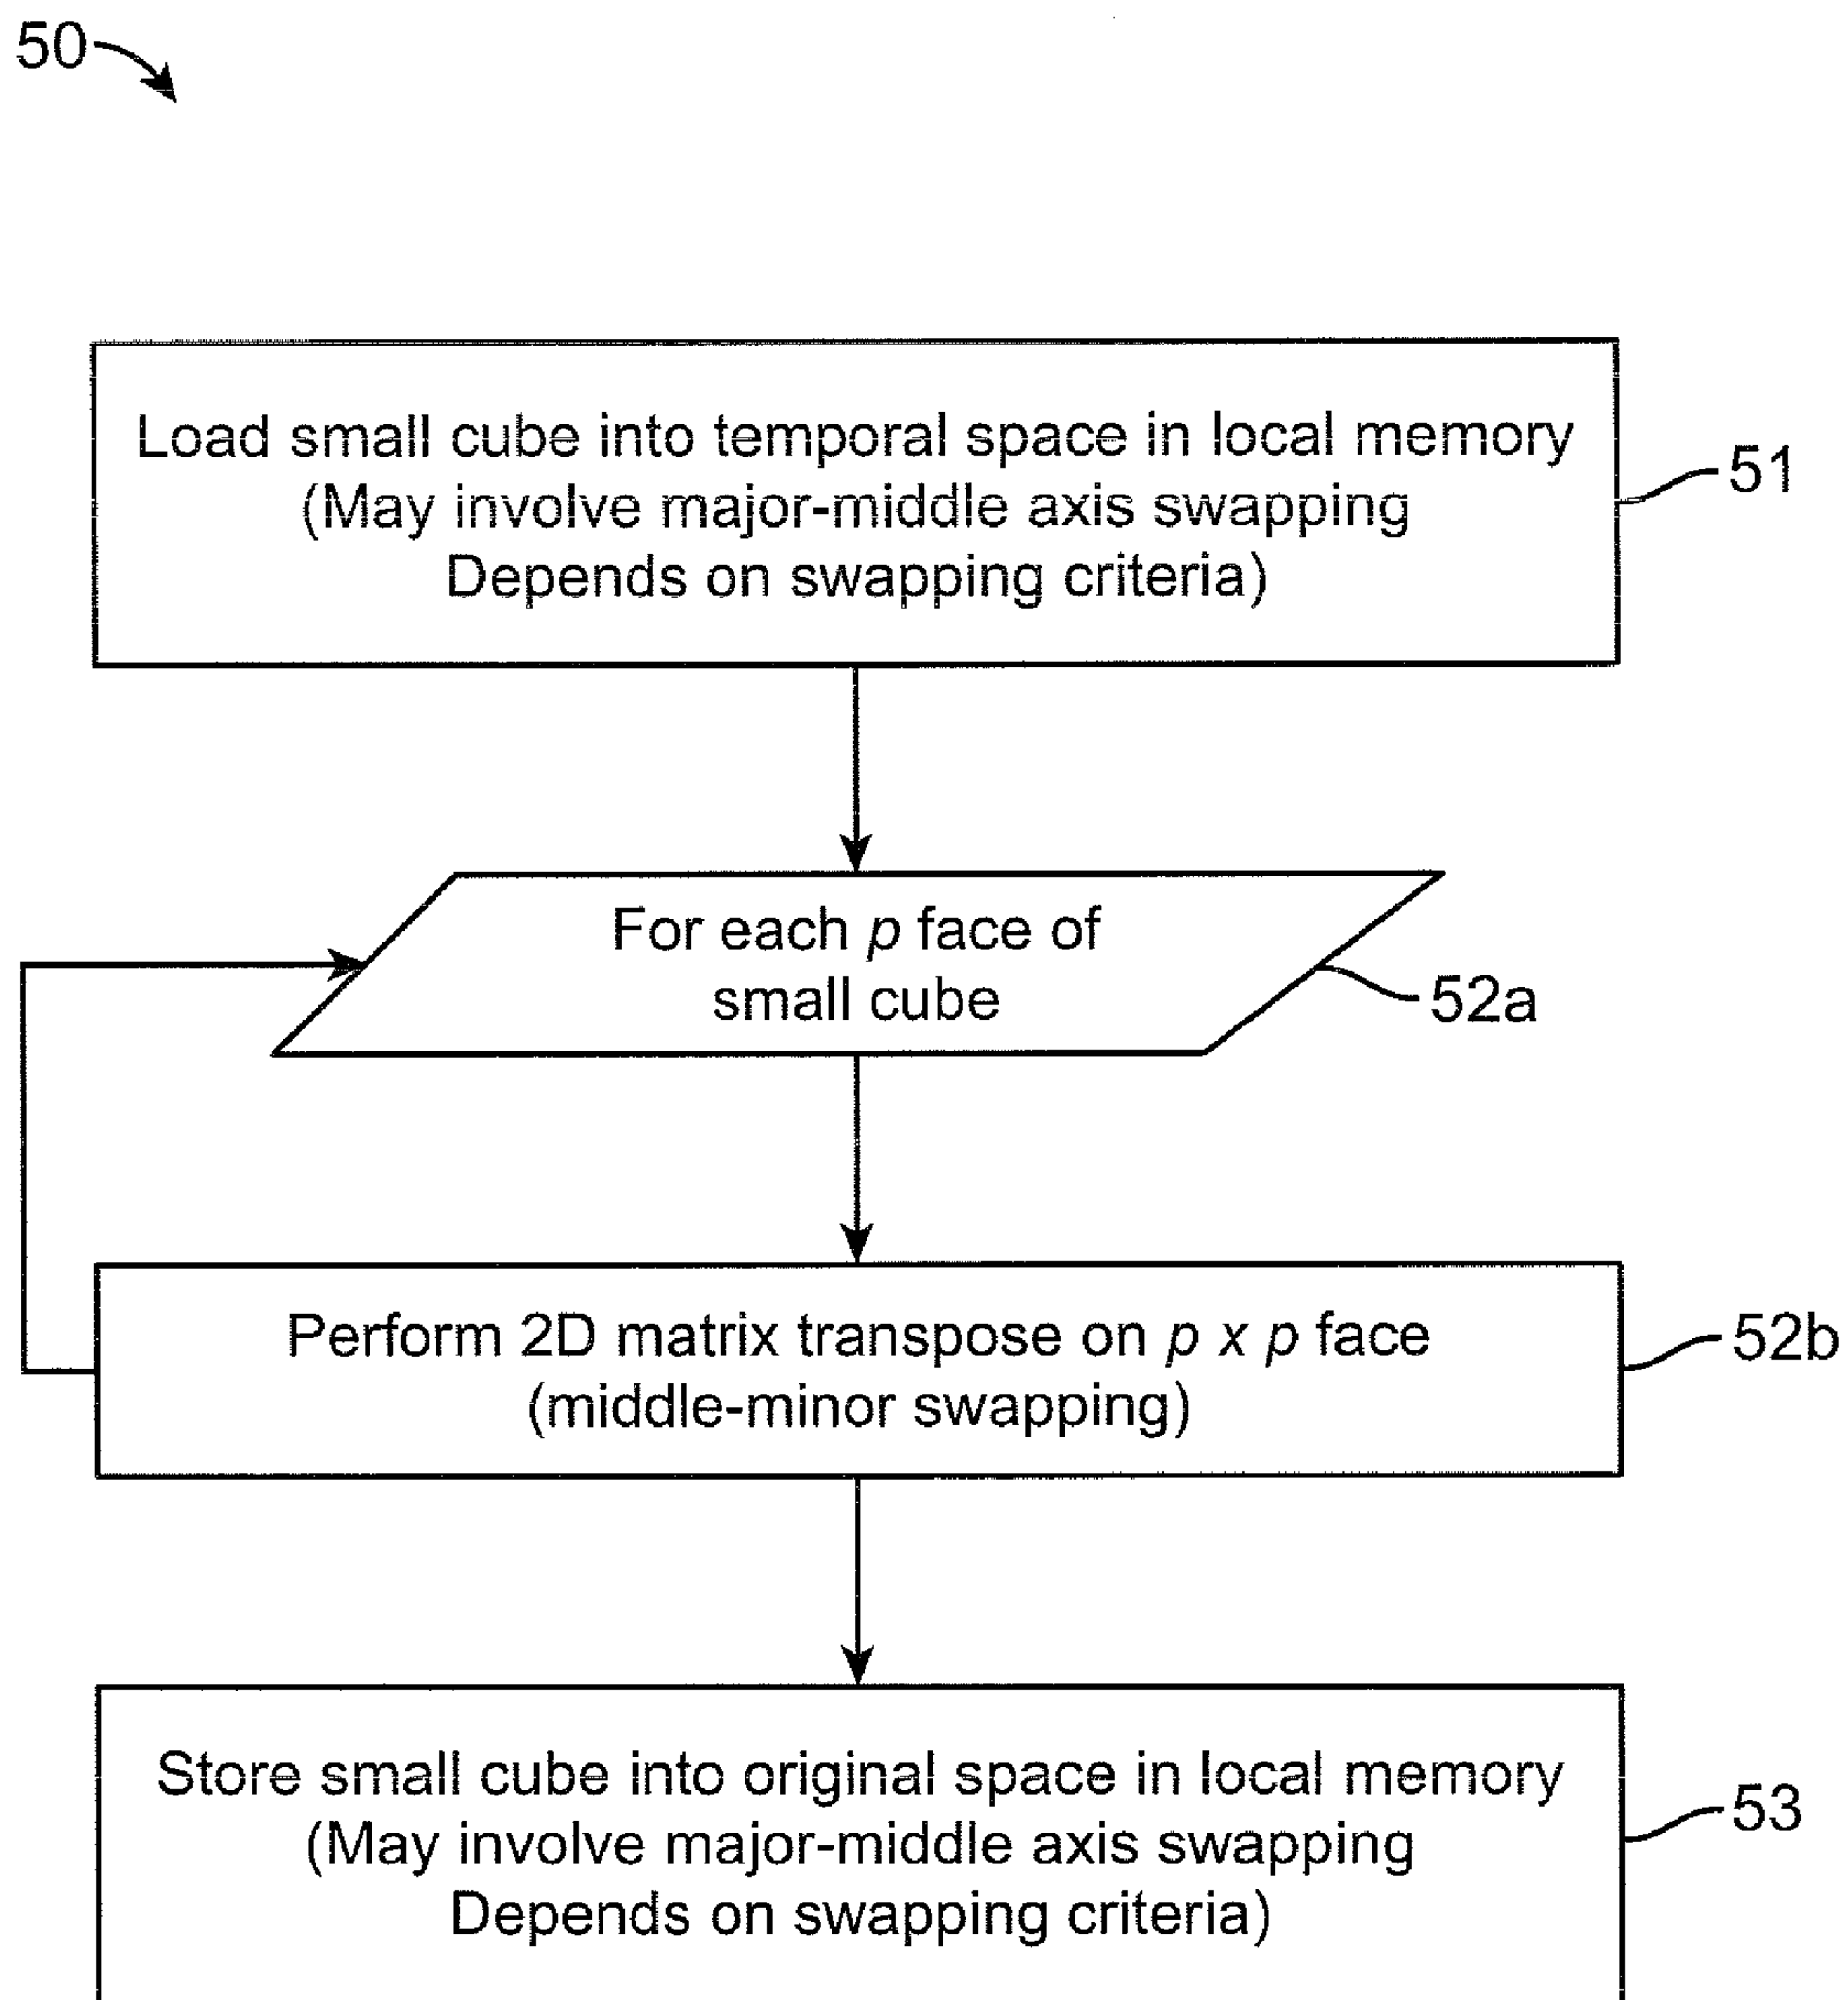 50
Load small cube into temporal space in local memory
(May involve major-middle axis swapping
Depends on swapping criteria)
51
For each p face of
small cube
52a
Perform 2D matrix transpose on p x p face
(middle-minor swapping)
52b
Store small cube into original space in local memory
(May involve major-middle axis swapping
Depends on swapping criteria)
53